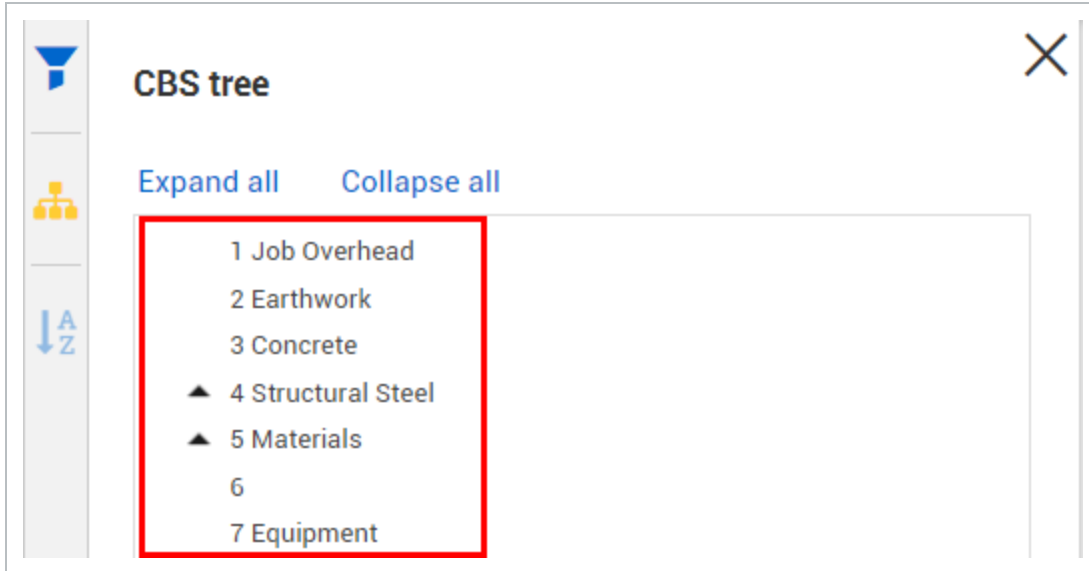 CBS tree
Expand all Collapse all
1 Job Overhead
2 Earthwork
3 Concrete
4 Structural Steel
5 Materials
6
7 Equipment
A
Z